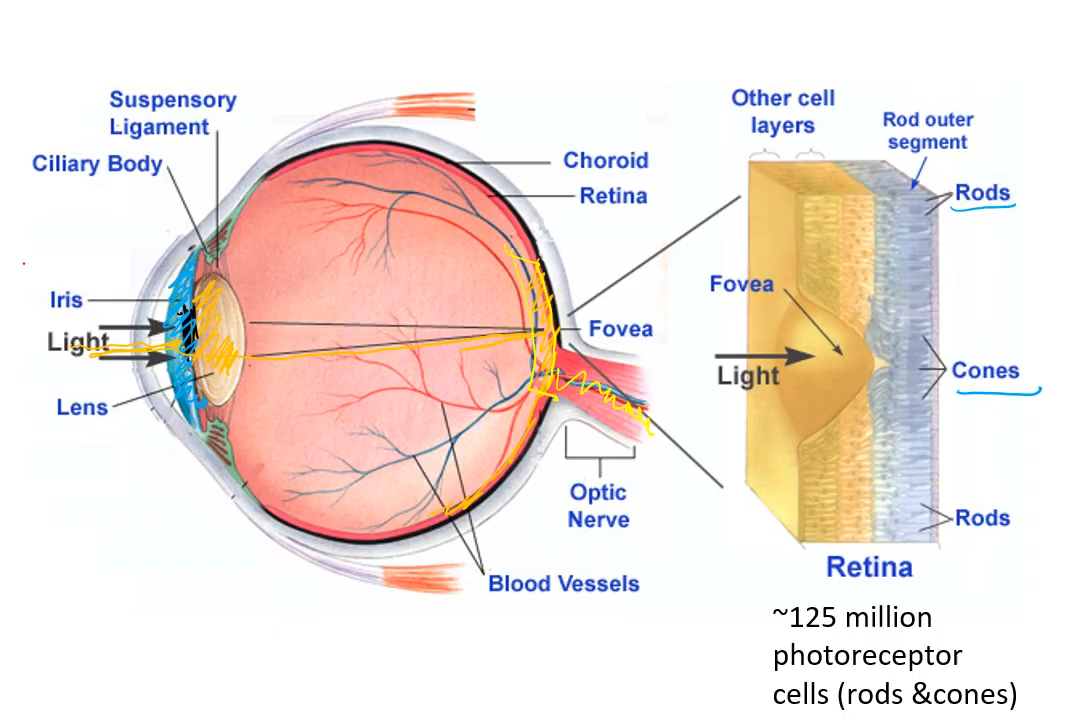 Suspensory
Ligament
Ciliary Body
Iris
Light
Lens
Choroid
Retina
Fovea
Optic
Nerve
Blood Vessels
Other cell
layers
Rod outer
segment
Rods
Fovea
Light
Cones
Rods
Retina
~125 million
photoreceptor
cells (rods &cones)